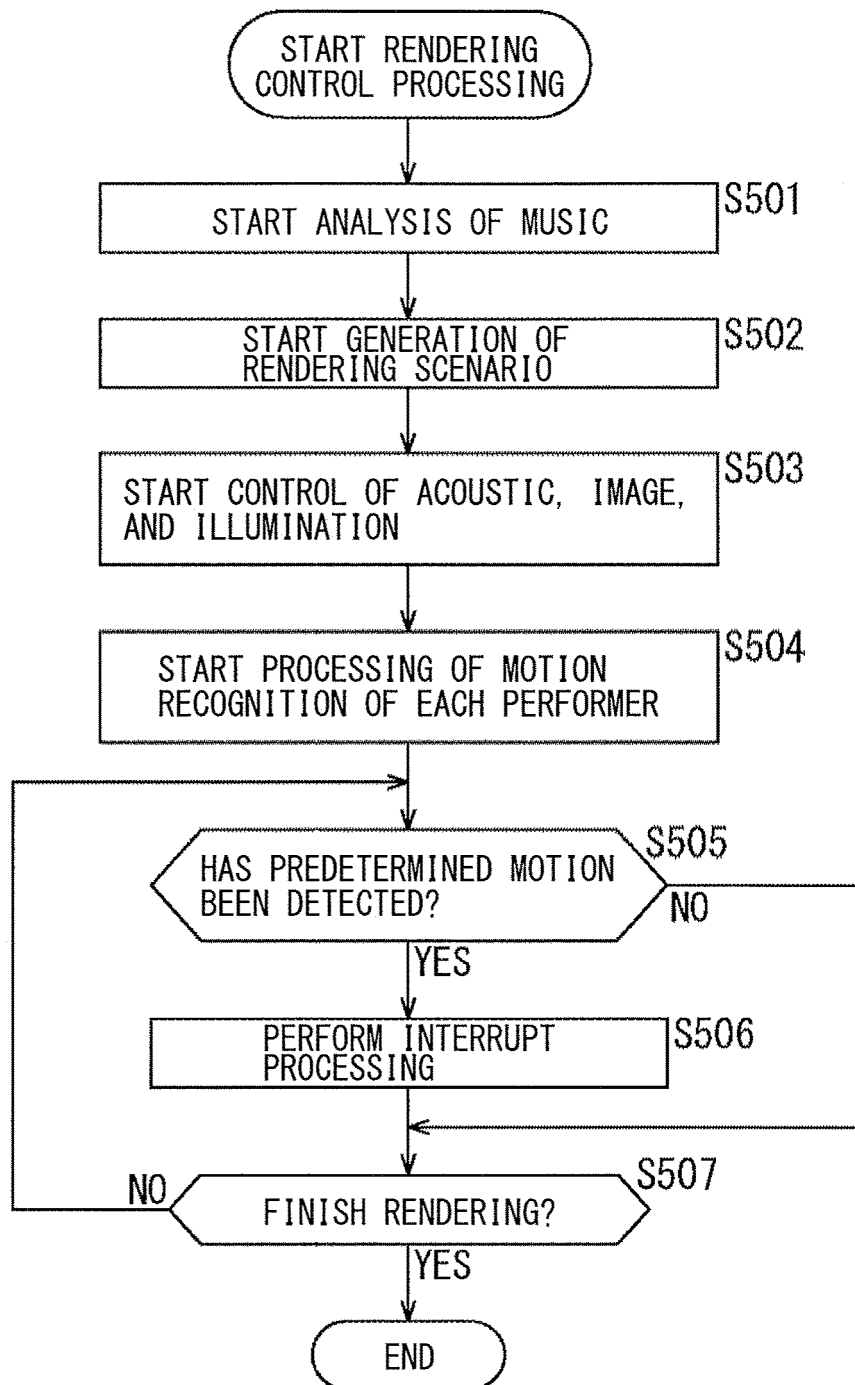 START RENDERING
CONTROL PROCESSING
S501
START ANALYSIS OF MUSIC
S502
START GENERATION OF
RENDERING SCENARIO
S503
START CONTROL OF ACOUSTIC, IMAGE,
AND ILLUMINATION
S504
START PROCESSING OF MOTION
RECOGNITION OF EACH PERFORMER
S505
HAS PREDETERMINED MOTION
BEEN DETECTED?
NO
YES
S506
PERFORM INTERRUPT
PROCESSING
S507
NO
FINISH RENDERING?
YES
END